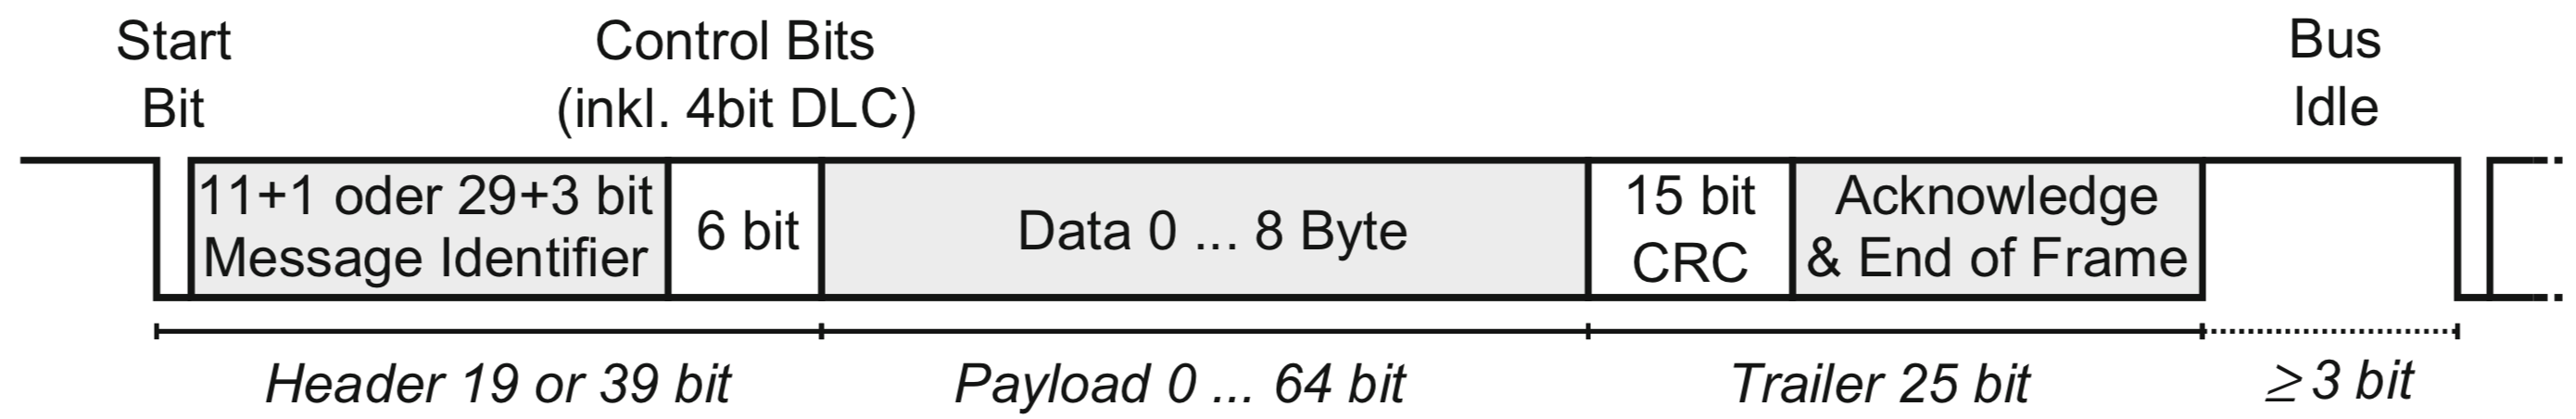 Start
Bit
Control Bits
(inkl. 4bit DLC)
Bus
Idle
11+1 oder 29+3 bit
Message Identifier
6 bit
Data 0 ... 8 Byte
15 bit
CRC
Acknowledge
& End of Frame
Header 19 or 39 bit
Payload 0 ... 64 bit
Trailer 25 bit
≥ 3 bit